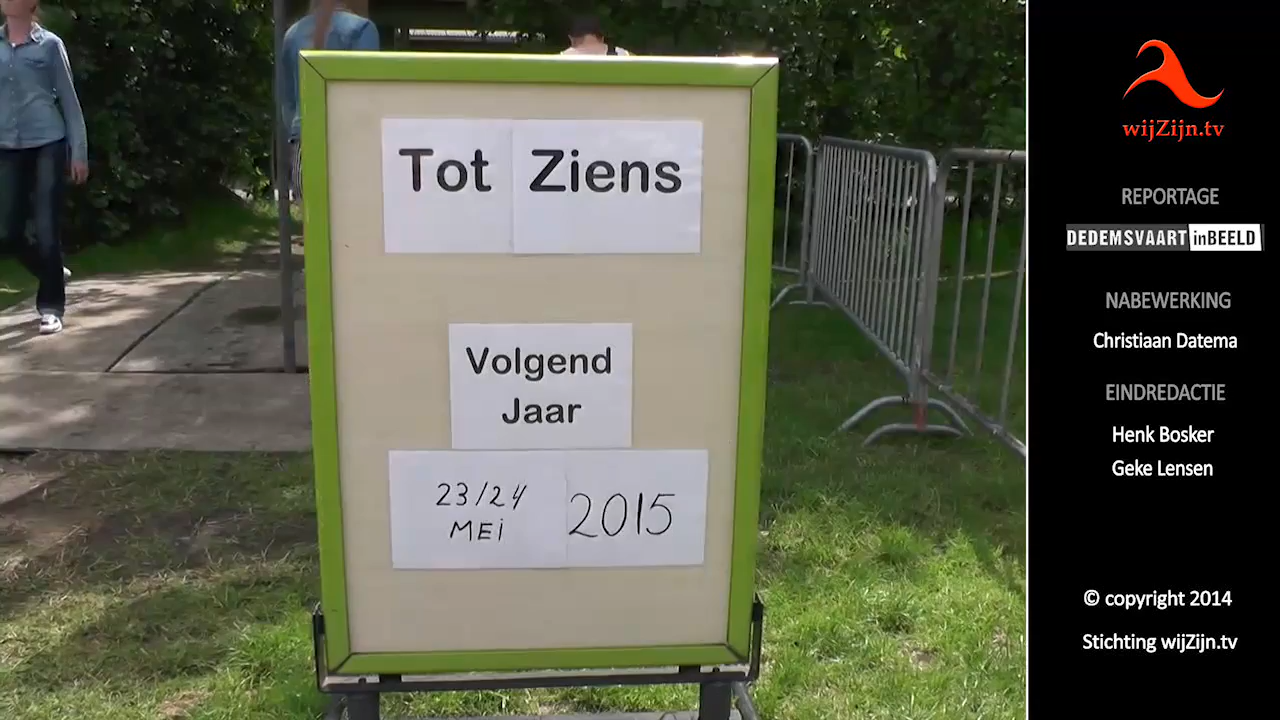 Tot Ziens
Volgend
Jaar
23/24
MEi
2015
wijZijn.tv
REPORTAGE
DEDEMSVAART inBEELD
NABEWERKING
Christiaan Datema
EINDREDACTIE
Henk Bosker
Geke Lensen
© copyright 2014
Stichting wijZijn.tv